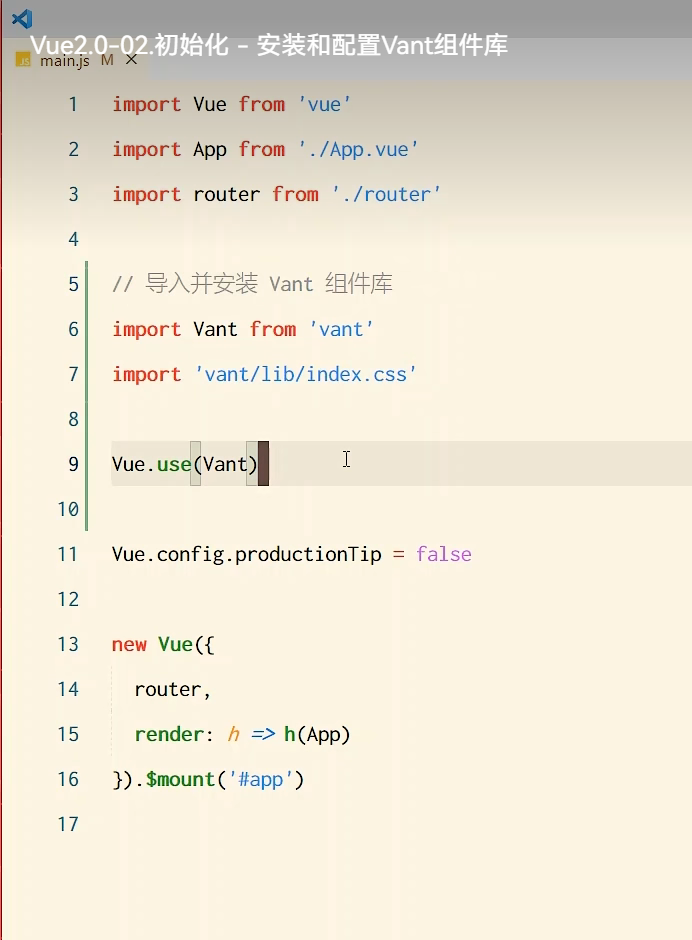 Vue2.0-02.初始化 - 安装和配置Vant组件库
JS main.js M ×
1 import Vue from 'vue'
2 import App from './App.vue'
3 import router from './router'
4
5 // 导入并安装 Vant 组件库
6 import Vant from 'vant'
7 import 'vant/lib/index.css'
8
9 Vue.use(Vant)
10
11 Vue.config.productionTip = false
12
13 new Vue({
14 router,
15 render: h => h(App)
16 }).$mount('#app')
17